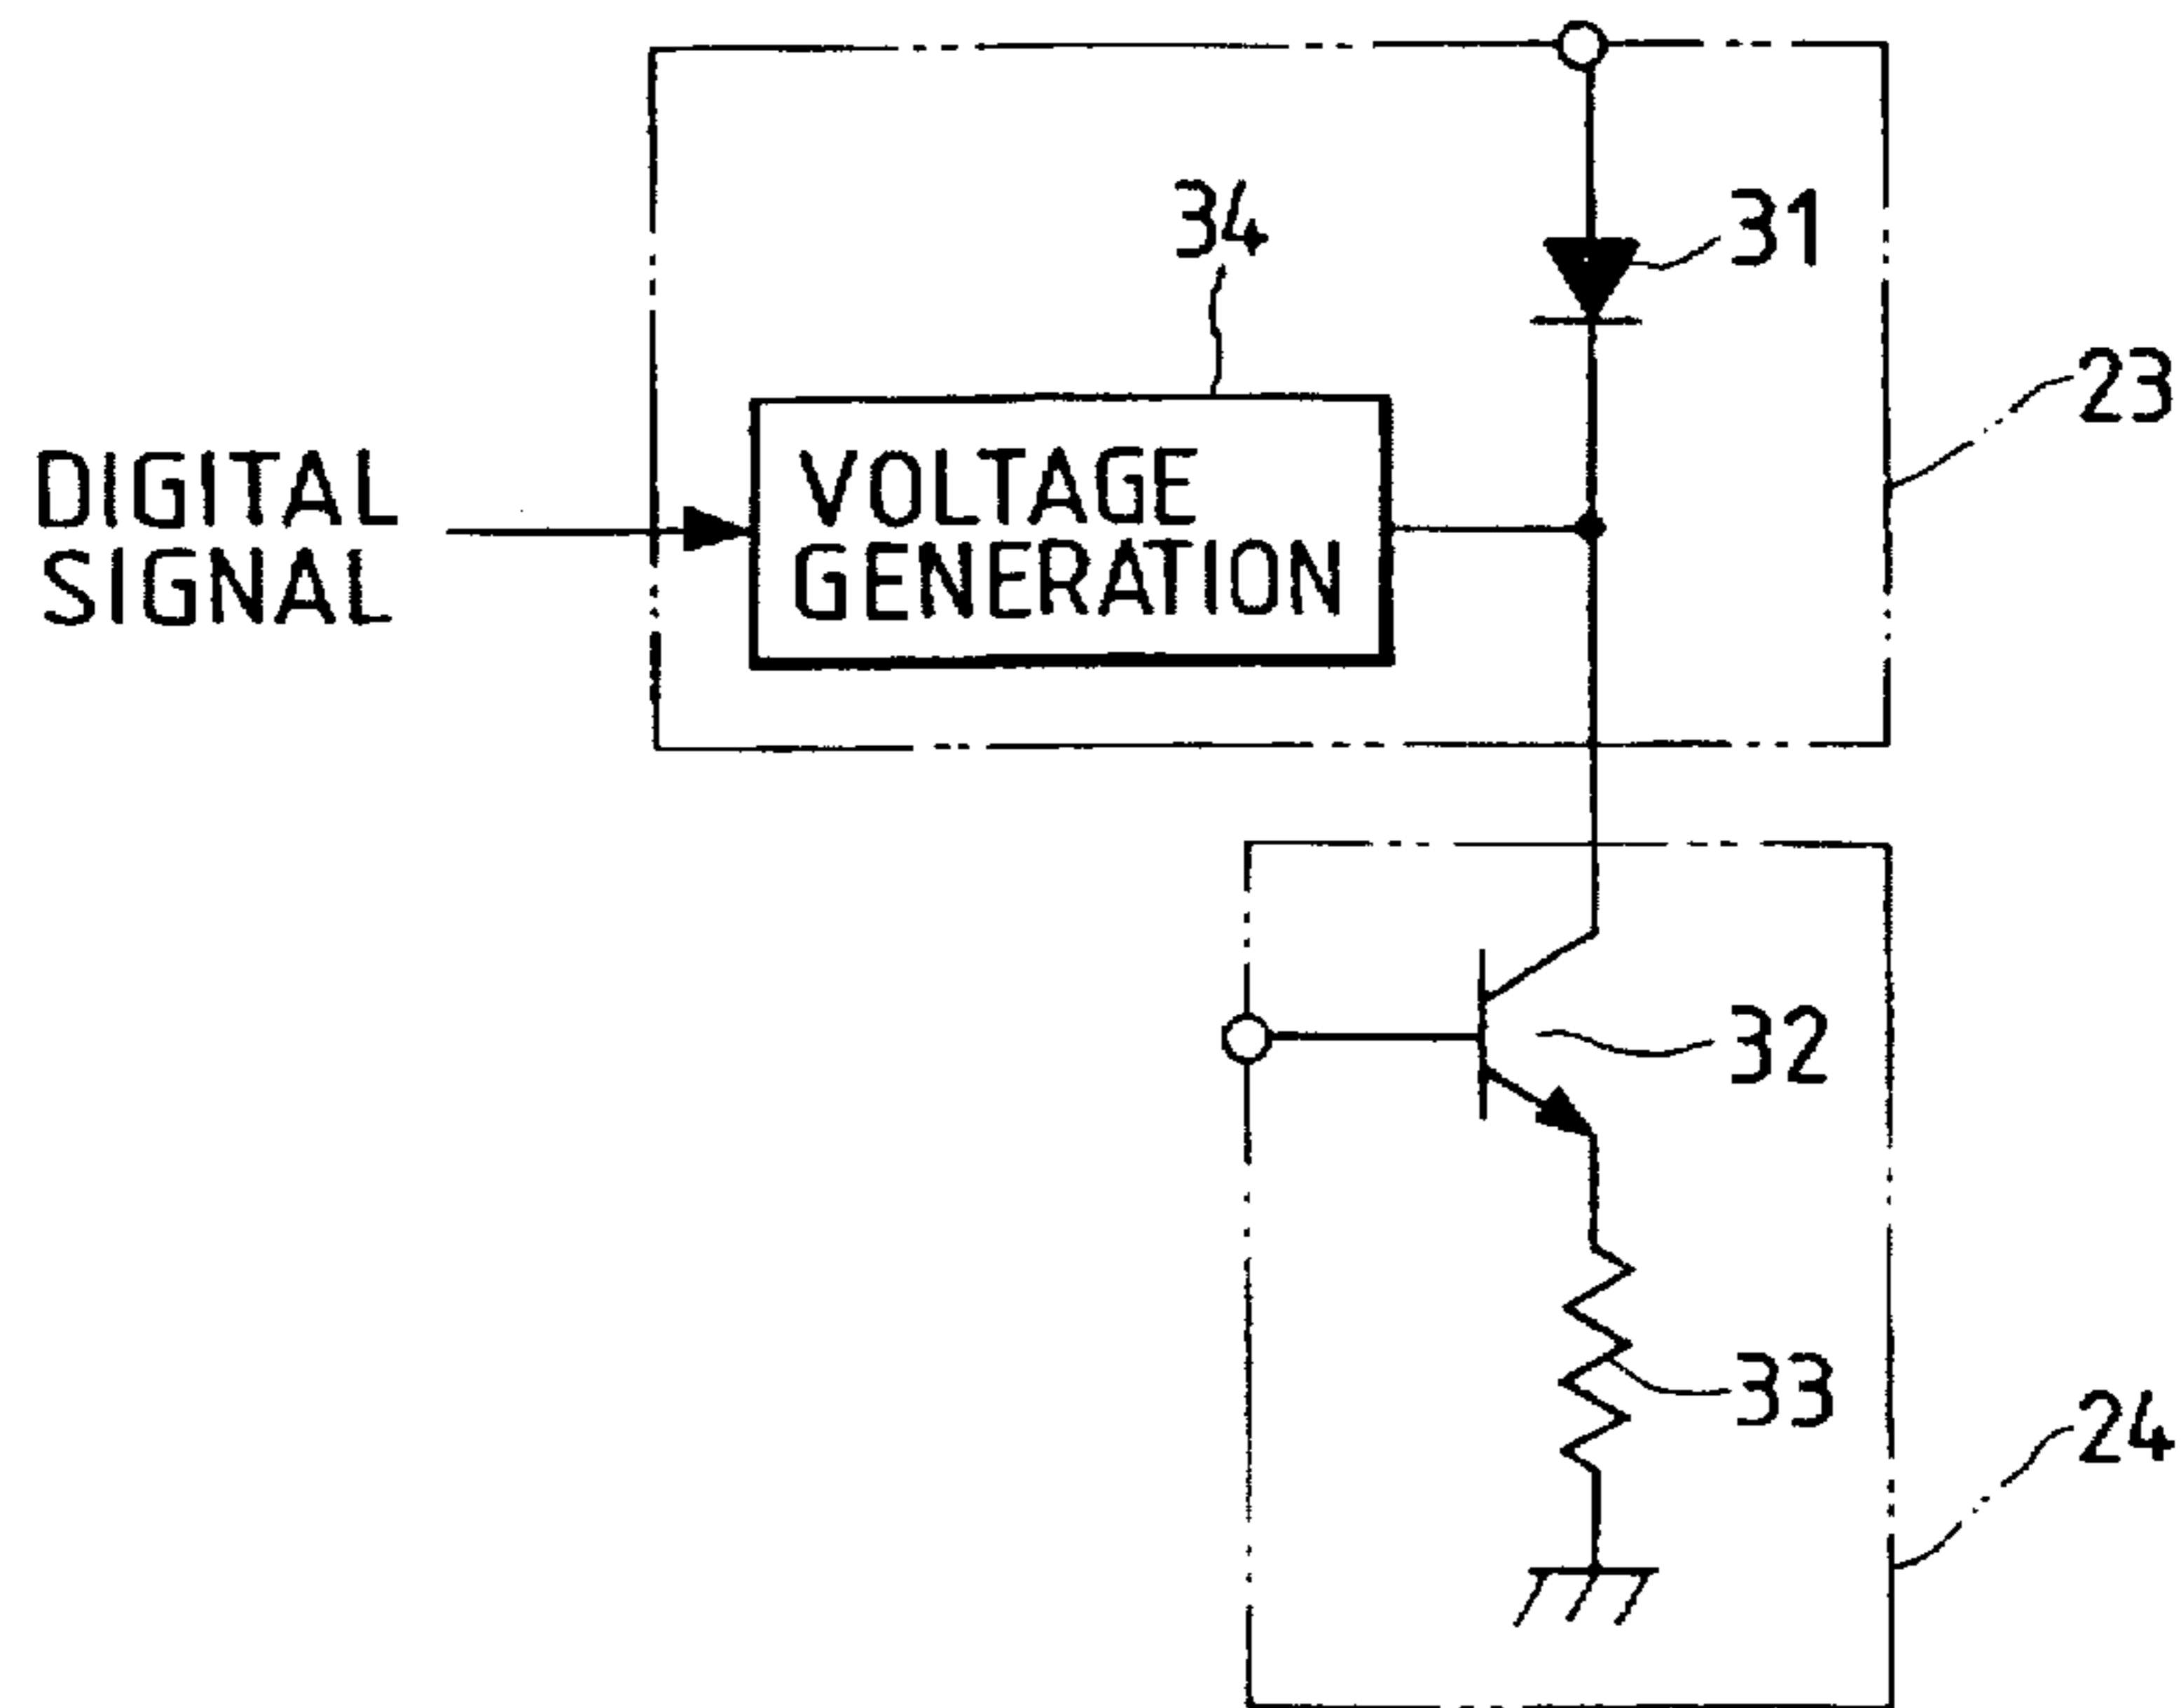 34
31
23
DIGITAL
SIGNAL
VOLTAGE
GENERATION
32
33
24